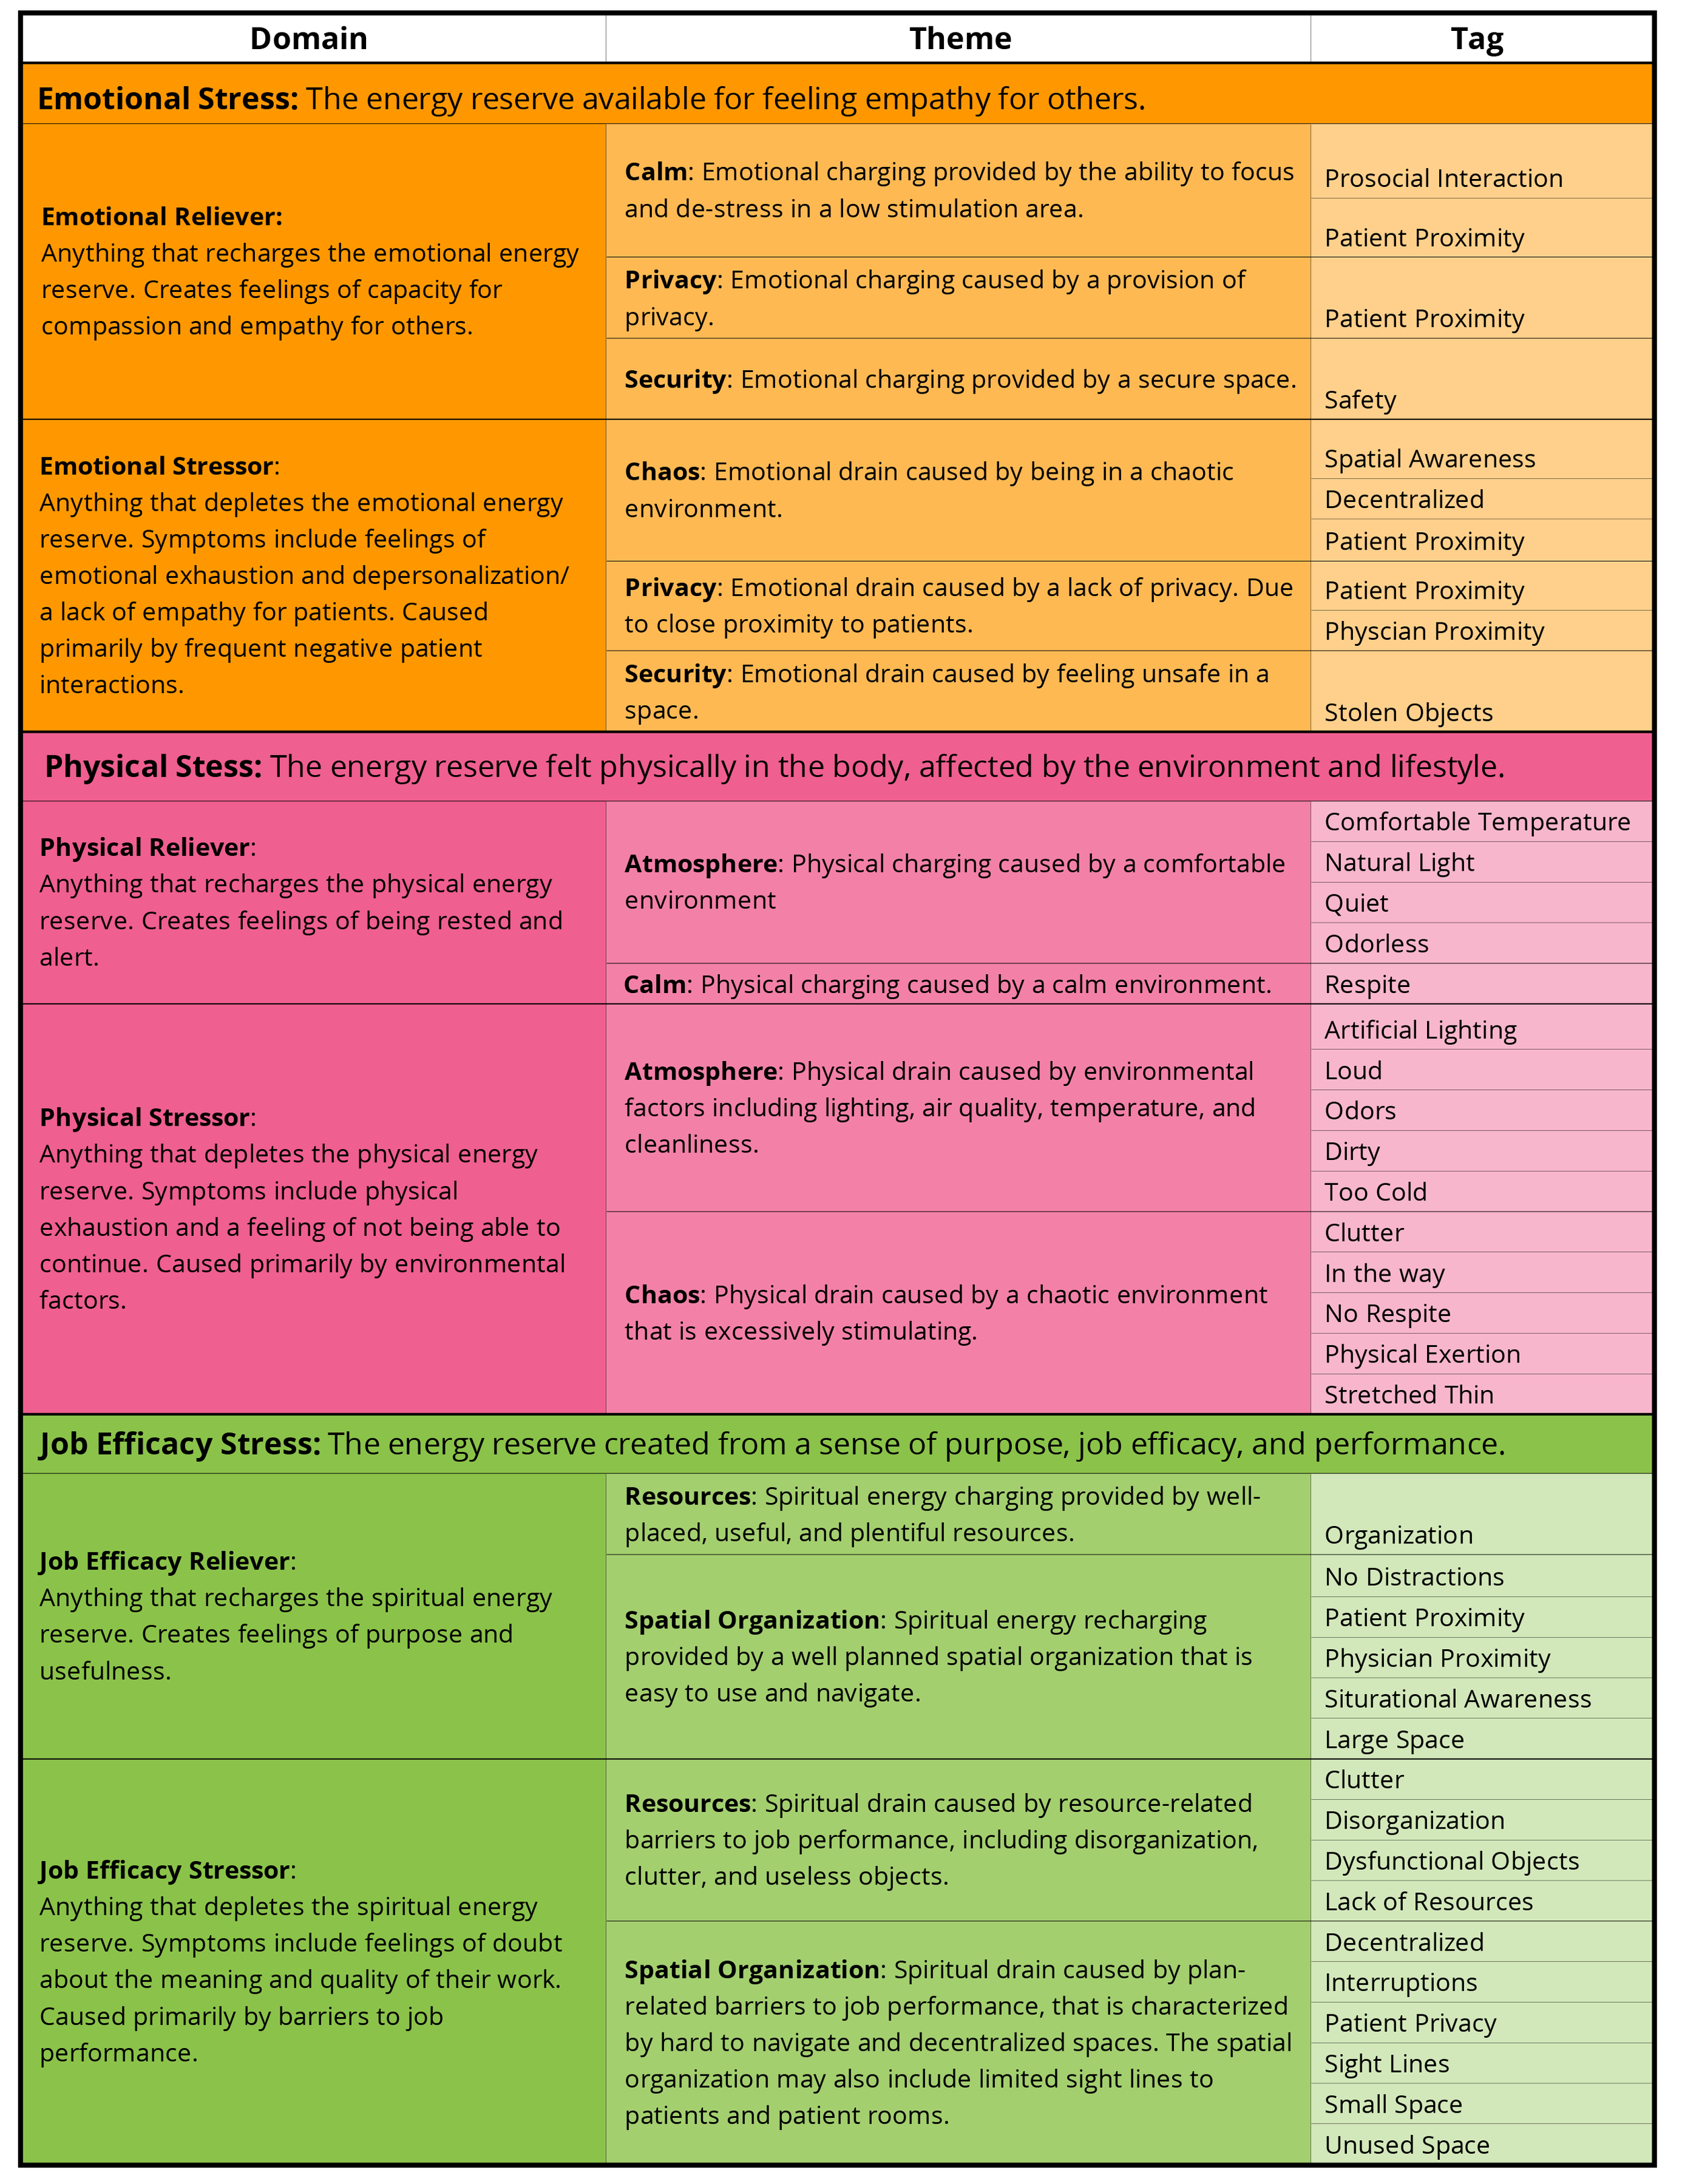 Domain
Theme
Tag
Emotional Stress: The energy reserve available for feeling empathy for others.
Emotional Reliever:
Anything that recharges the emotional energy
reserve. Creates feelings of capacity for
compassion and empathy for others.
Calm: Emotional charging provided by the ability to focus
and de-stress in a low stimulation area.
Prosocial Interaction
Patient Proximity
Privacy: Emotional charging caused by a provision of
privacy.
Patient Proximity
Security: Emotional charging provided by a secure space.
Safety
Emotional Stressor:
Anything that depletes the emotional energy
reserve. Symptoms include feelings of
emotional exhaustion and depersonalization/
a lack of empathy for patients. Caused
primarily by frequent negative patient
interactions.
Chaos: Emotional drain caused by being in a chaotic
environment.
Spatial Awareness
Decentralized
Patient Proximity
Privacy: Emotional drain caused by a lack of privacy. Due
to close proximity to patients.
Patient Proximity
Physcian Proximity
Security: Emotional drain caused by feeling unsafe in a
space.
Stolen Objects
Physical Stess: The energy reserve felt physically in the body, affected by the environment and lifestyle.
Physical Reliever:
Anything that recharges the physical energy
reserve. Creates feelings of being rested and
alert.
Atmosphere: Physical charging caused by a comfortable
environment
Comfortable Temperature
Natural Light
Quiet
Odorless
Calm: Physical charging caused by a calm environment.
Respite
Physical Stressor:
Anything that depletes the physical energy
reserve. Symptoms include physical
exhaustion and a feeling of not being able to
continue. Caused primarily by environmental
factors.
Atmosphere: Physical drain caused by environmental
factors including lighting, air quality, temperature, and
cleanliness.
Artificial Lighting
Loud
Odors
Dirty
Too Cold
Chaos: Physical drain caused by a chaotic environment
that is excessively stimulating.
Clutter
In the way
No Respite
Physical Exertion
Stretched Thin
Job Efficacy Stress: The energy reserve created from a sense of purpose, job efficacy, and performance.
Job Efficacy Reliever:
Anything that recharges the spiritual energy
reserve. Creates feelings of purpose and
usefulness.
Resources: Spiritual energy charging provided by well-
placed, useful, and plentiful resources.
Organization
Spatial Organization: Spiritual energy recharging
provided by a well planned spatial organization that is
easy to use and navigate.
No Distractions
Patient Proximity
Physician Proximity
Siturational Awareness
Large Space
Job Efficacy Stressor:
Anything that depletes the spiritual energy
reserve. Symptoms include feelings of doubt
about the meaning and quality of their work.
Caused primarily by barriers to job
performance.
Resources: Spiritual drain caused by resource-related
barriers to job performance, including disorganization,
clutter, and useless objects.
Clutter
Disorganization
Dysfunctional Objects
Lack of Resources
Spatial Organization: Spiritual drain caused by plan-
related barriers to job performance, that is characterized
by hard to navigate and decentralized spaces. The spatial
organization may also include limited sight lines to
patients and patient rooms.
Decentralized
Interruptions
Patient Privacy
Sight Lines
Small Space
Unused Space